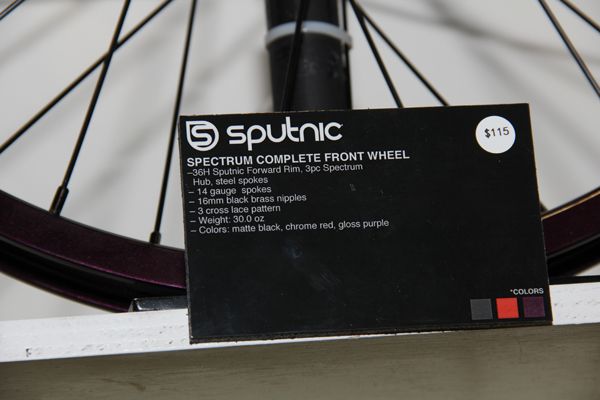 sputnic
$115
SPECTRUM COMPLETE FRONT WHEEL
–36H Sputnic Forward Rim, 3pc Spectrum
Hub, steel spokes
– 14 gauge spokes
– 16mm black brass nipples
– 3 cross lace pattern
– Weight: 30.0 oz
– Colors: matte black, chrome red, gloss purple
*COLORS